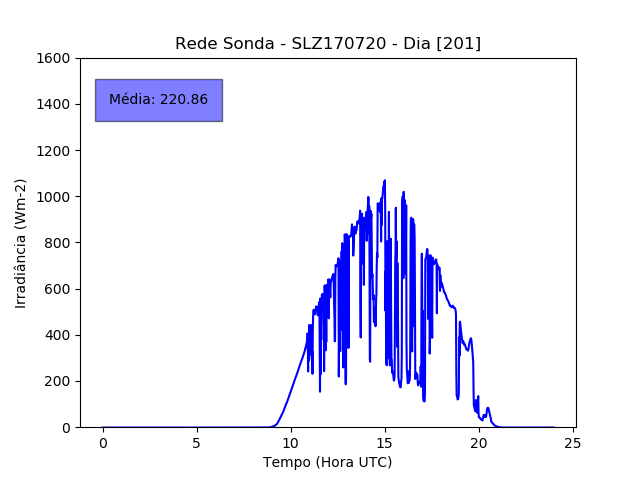 Rede Sonda - SLZ170720 - Dia [201]
1600
1400
1200
1000
800
600
400
200
0
Média: 220.86
Irradiância (Wm-2)
0 5 10 15 20 25
Tempo (Hora UTC)